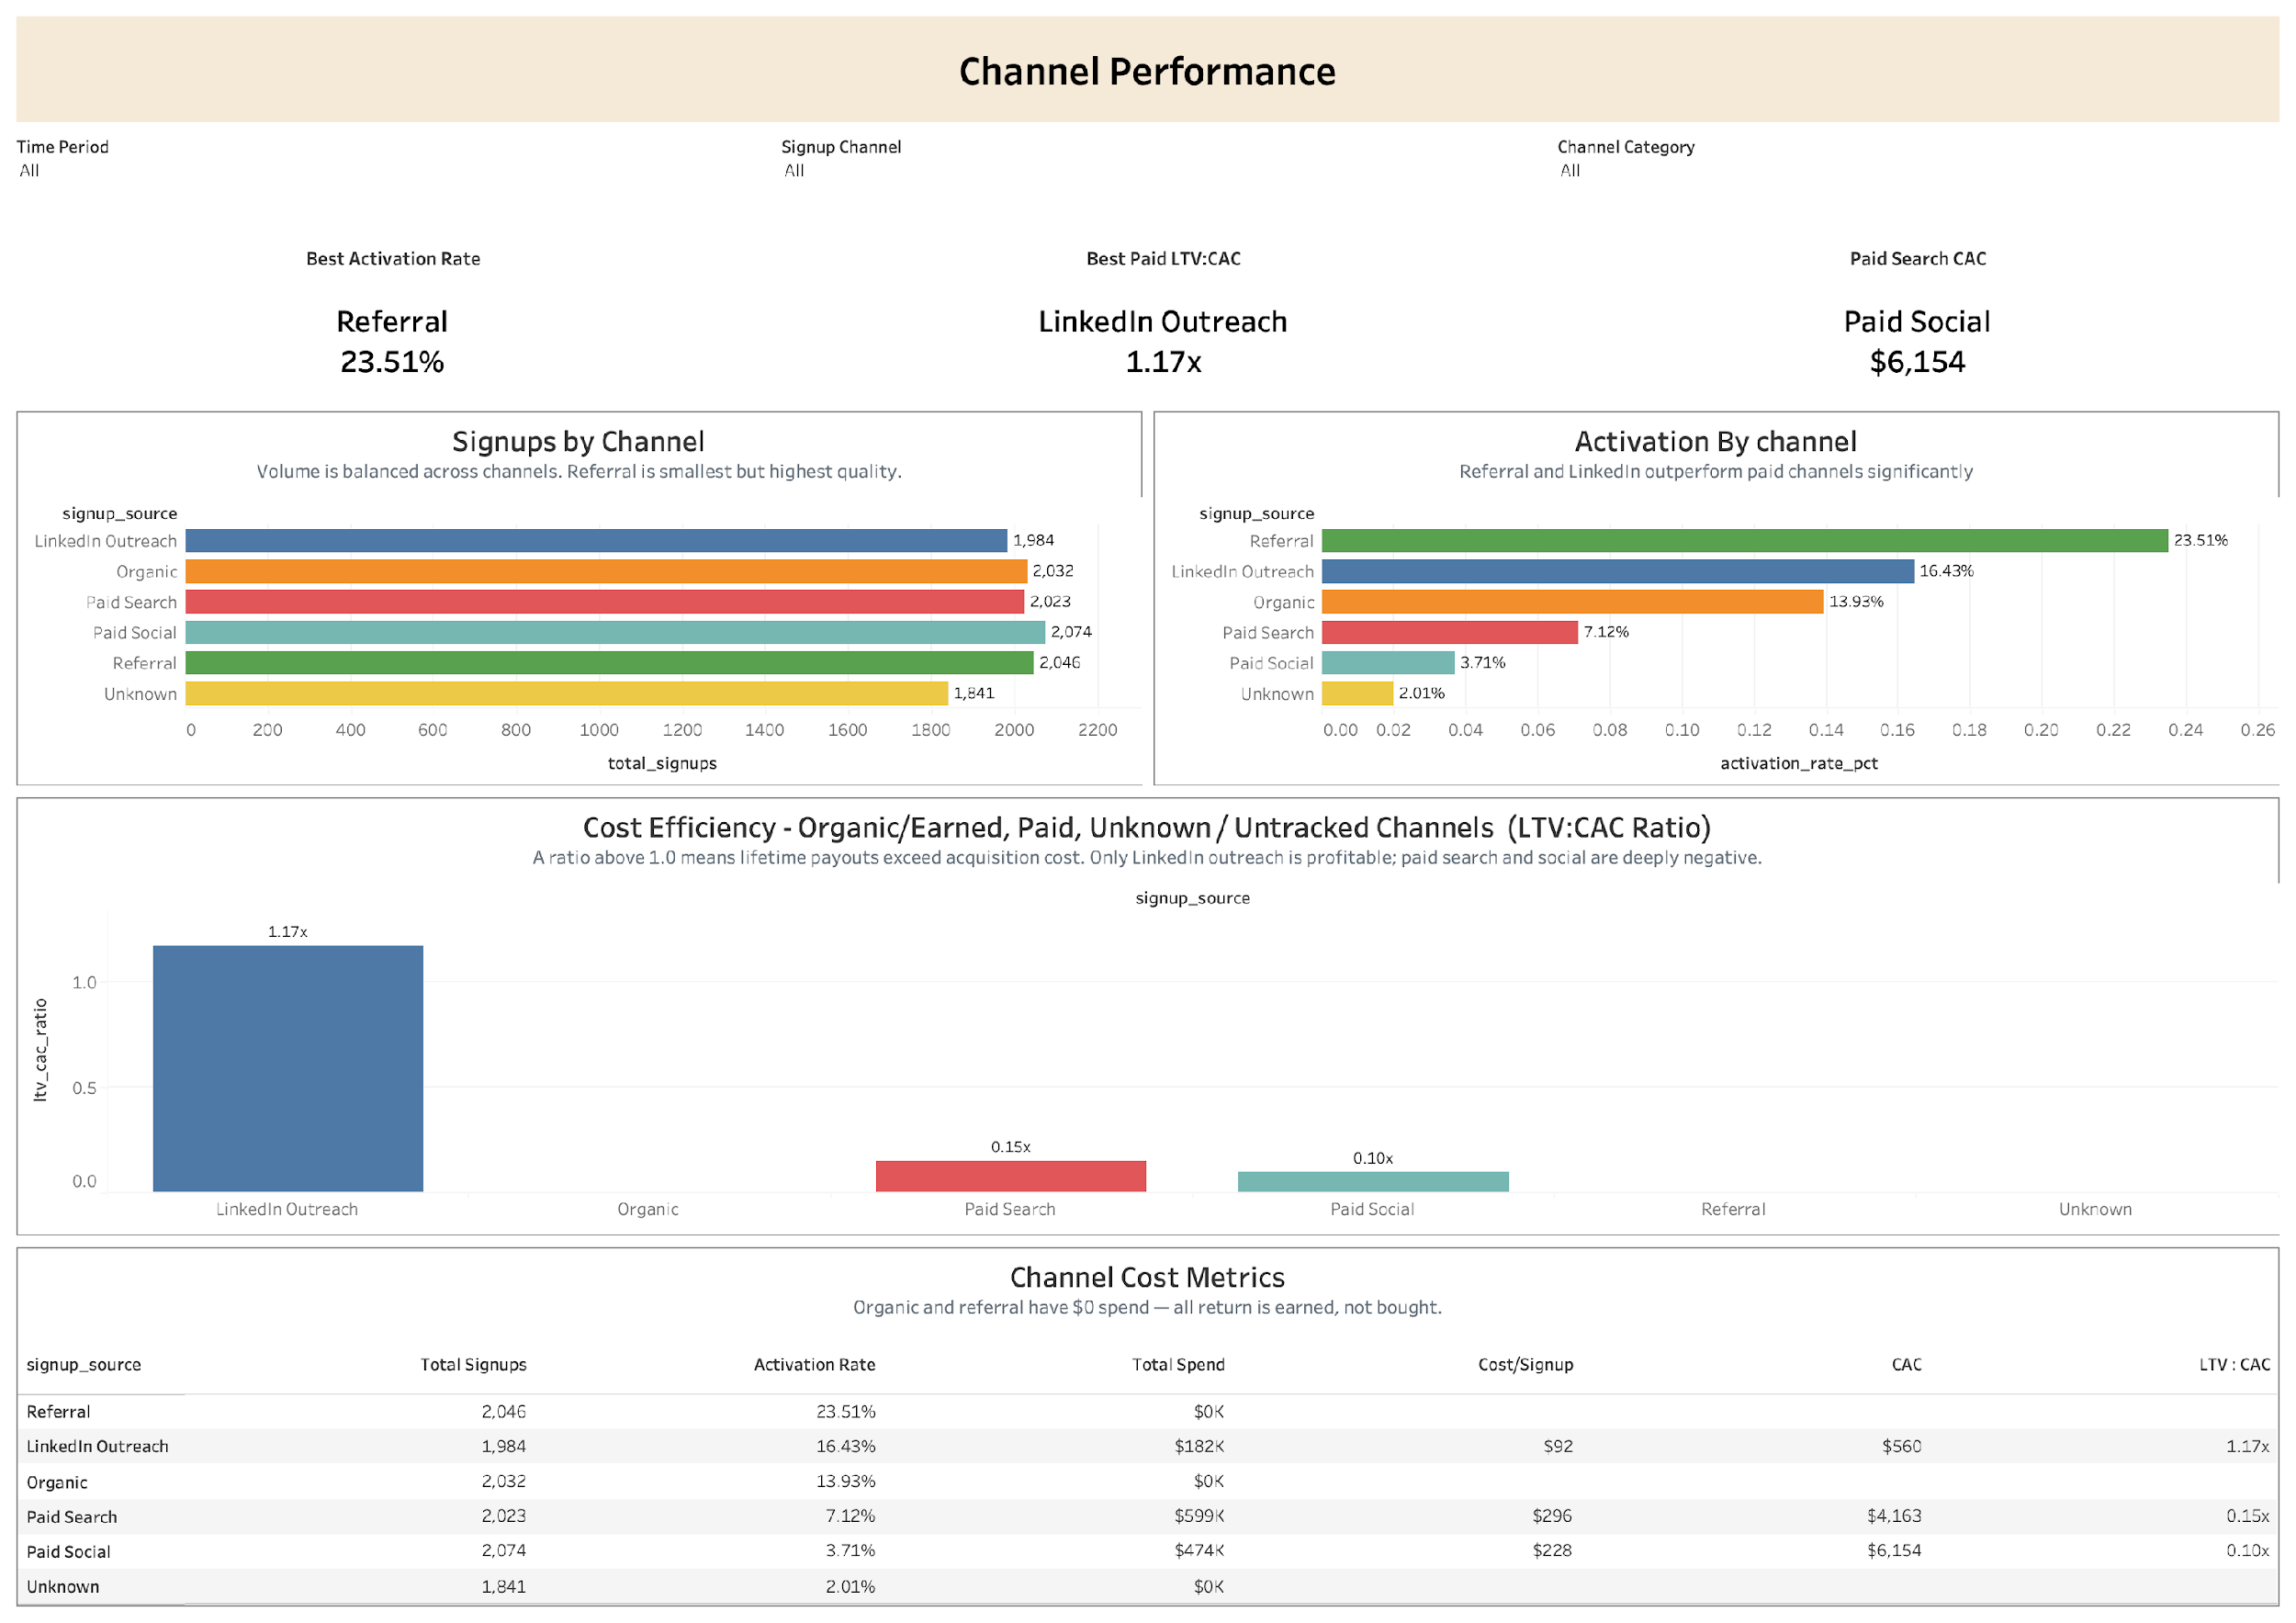 Channel Performance
Time Period
All
Signup Channel
All
Channel Category
All
Best Activation Rate
Referral
23.51%
Best Paid LTV:CAC
LinkedIn Outreach
1.17x
Paid Search CAC
Paid Social
$6,154
Signups by Channel
Volume is balanced across channels. Referral is smallest but highest quality.
signup_source
LinkedIn Outreach 1,984
Organic 2,032
Paid Search 2,023
Paid Social 2,074
Referral 2,046
Unknown 1,841
0 200 400 600 800 1000 1200 1400 1600 1800 2000 2200
total_signups
Activation By channel
Referral and LinkedIn outperform paid channels significantly
signup_source
Referral 23.51%
LinkedIn Outreach 16.43%
Organic 13.93%
Paid Search 7.12%
Paid Social 3.71%
Unknown 2.01%
0.00 0.02 0.04 0.06 0.08 0.10 0.12 0.14 0.16 0.18 0.20 0.22 0.24 0.26
activation_rate_pct
Cost Efficiency - Organic/Earned, Paid, Unknown / Untracked Channels (LTV:CAC Ratio)
A ratio above 1.0 means lifetime payouts exceed acquisition cost. Only LinkedIn outreach is profitable; paid search and social are deeply negative.
signup_source
ltv_cac_ratio
1.0
0.5
0.0
1.17x
0.15x
0.10x
LinkedIn Outreach Organic Paid Search Paid Social Referral Unknown
Channel Cost Metrics
Organic and referral have $0 spend — all return is earned, not bought.
signup_source Total Signups Activation Rate Total Spend Cost/Signup CAC LTV : CAC
Referral 2,046 23.51% $0K
LinkedIn Outreach 1,984 16.43% $182K $92 $560 1.17x
Organic 2,032 13.93% $0K
Paid Search 2,023 7.12% $599K $296 $4,163 0.15x
Paid Social 2,074 3.71% $474K $228 $6,154 0.10x
Unknown 1,841 2.01% $0K